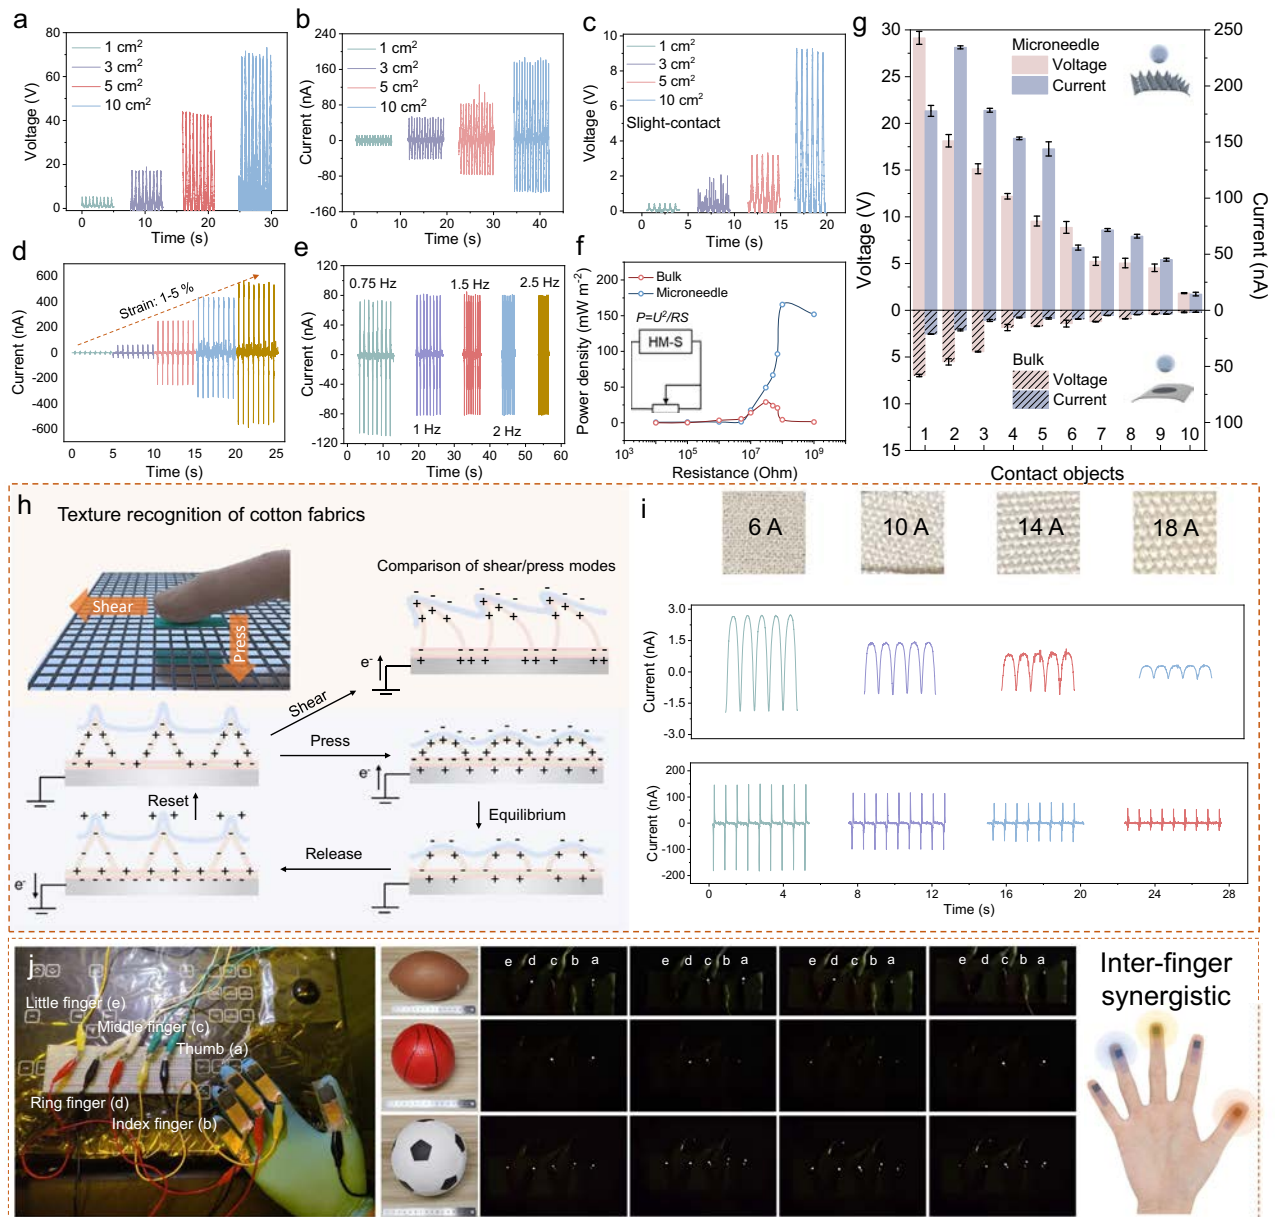 a
1 cm²
3 cm²
5 cm²
10 cm²
Voltage (V)
80
60
40
20
0
0 10 20 30
Time (s)
b
1 cm²
3 cm²
5 cm²
10 cm²
Current (nA)
240
160
80
0
-80
-160
0 10 20 30 40
Time (s)
c
1 cm²
3 cm²
5 cm²
10 cm²
Slight-contact
Voltage (V)
10
8
6
4
2
0
0 5 10 15 20
Time (s)
d
Strain: 1-5 %
Current (nA)
600
400
200
0
-200
-400
-600
0 5 10 15 20 25
Time (s)
e
0.75 Hz
1.5 Hz
2.5 Hz
1 Hz
2 Hz
Current (nA)
120
80
40
0
-40
-80
-120
0 10 20 30 40 50 60
Time (s)
f
Bulk
Microneedle
P=U²/RS
HM-S
Power density (mW m⁻²)
200
175
150
100
50
0
10³ 10⁵ 10⁶ 10⁷ 10⁸ 10⁹ 10¹⁰
Resistance (Ohm)
g
Microneedle
Voltage
Current
Bulk
Voltage
Current
Voltage (V)
30
25
20
15
10
5
0
5
10
15
Current (nA)
250
200
150
100
50
0
50
100
1 2 3 4 5 6 7 8 9 10
Contact objects
h
Texture recognition of cotton fabrics
Shear
Press
Comparison of shear/press modes
e⁻
Shear
Press
e⁻
Reset
Equilibrium
Release
e⁻
i
6 A
10 A
14 A
18 A
Current (nA)
3.0
1.5
0.0
-1.5
-3.0
Current (nA)
200
100
0
-100
-200
0 4 8 12 16 20 24 28
Time (s)
j
Little finger (e)
Middle finger (c)
Thumb (a)
Ring finger (d)
Index finger (b)
e d c b a
e d c b a
e d c b a
e d c b a
Inter-finger
synergistic